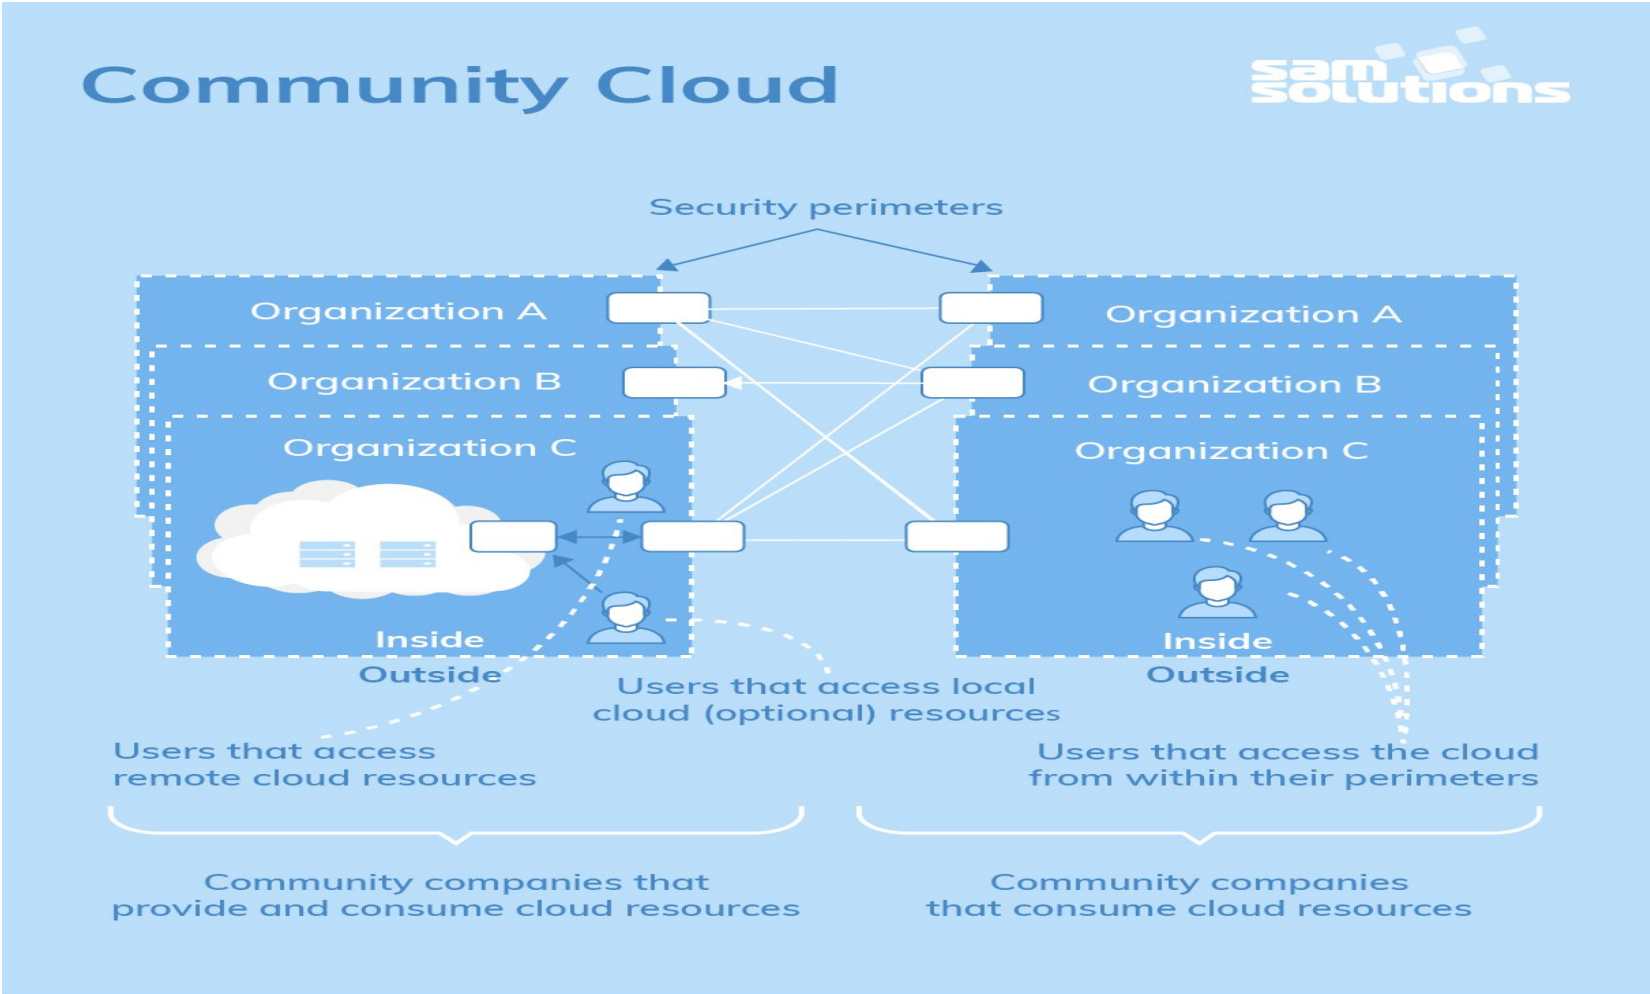 Community Cloud
sam
solutions
Security perimeters
Organization A
Organization A
Organization B
Organization B
Organization C
Organization C
Inside
Inside
Outside
Outside
Users that access local
cloud (optional) resources
Users that access
remote cloud resources
Users that access the cloud
from within their perimeters
Community companies that
provide and consume cloud resources
Community companies
that consume cloud resources